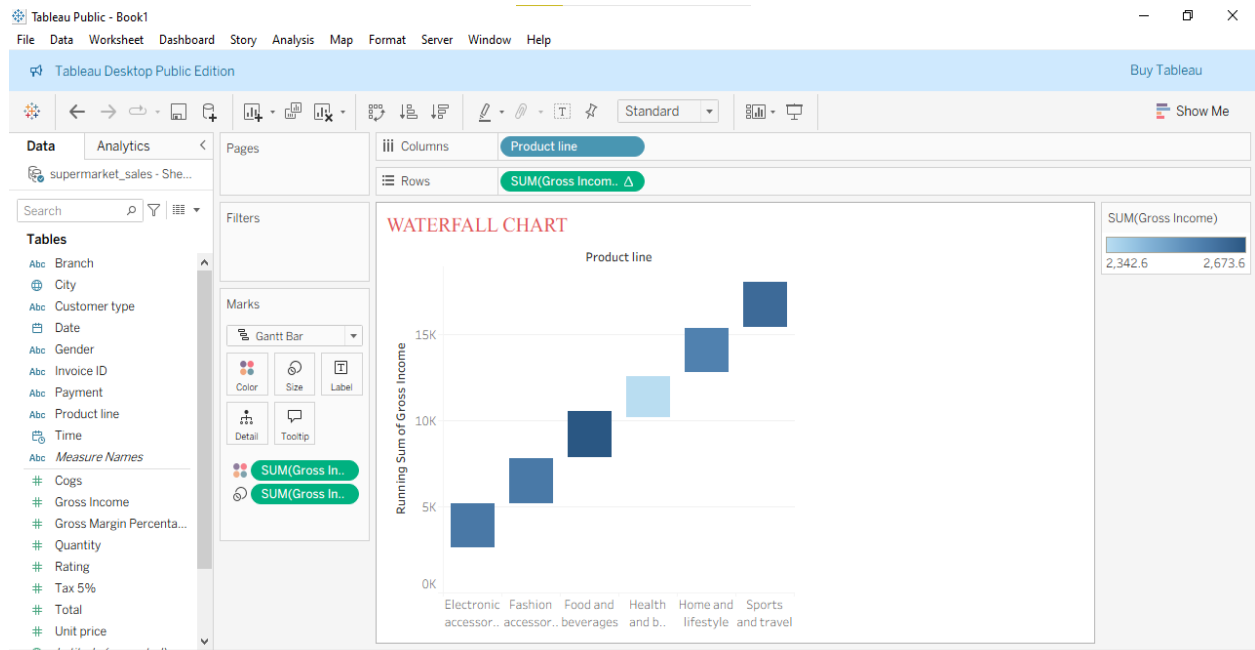 Tableau Public - Book1
File Data Worksheet Dashboard Story Analysis Map Format Server Window Help
Tableau Desktop Public Edition
Buy Tableau
Standard
Show Me
Data
Analytics
supermarket_sales - She...
Search
Tables
Abc Branch
City
Abc Customer type
Date
Abc Gender
Abc Invoice ID
Abc Payment
Abc Product line
Time
Abc Measure Names
# Cogs
# Gross Income
# Gross Margin Percenta...
# Quantity
# Rating
# Tax 5%
# Total
# Unit price
Pages
Filters
Marks
Gantt Bar
Color
Size
T
Label
Detail
Tooltip
SUM(Gross In..
SUM(Gross In..
iii Columns
Product line
Rows
SUM(Gross Incom.. Δ
WATERFALL CHART
Product line
Running Sum of Gross Income
15K
10K
5K
0K
Electronic accessor..
Fashion accessor..
Food and beverages
Health and b..
Home and lifestyle
Sports and travel
SUM(Gross Income)
2,342.6
2,673.6